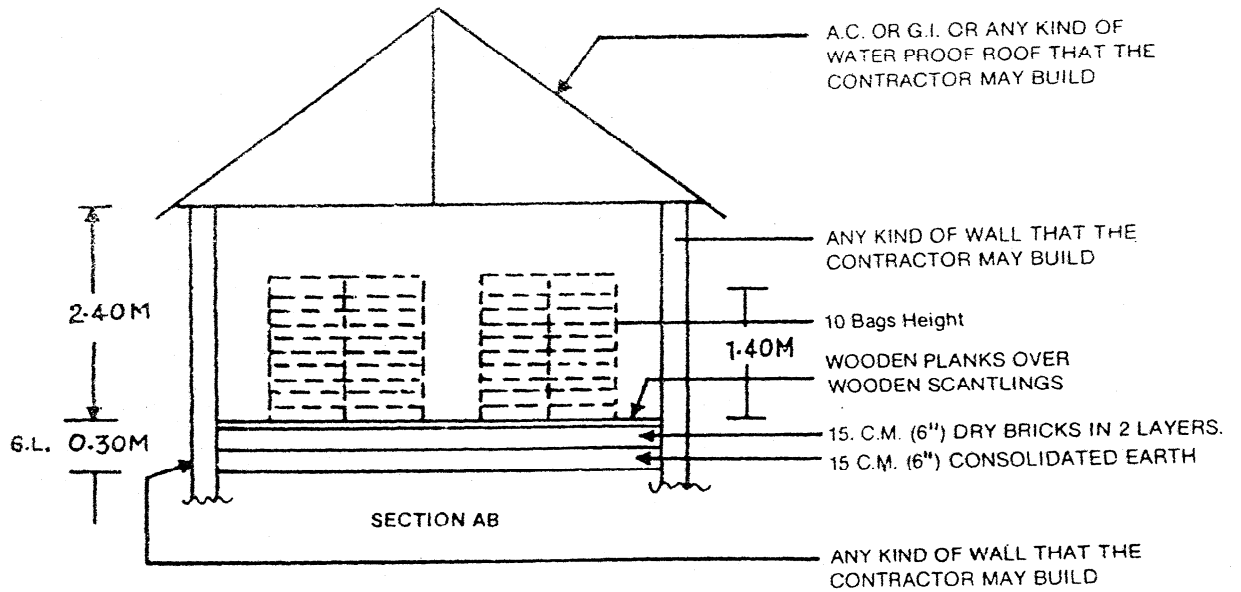 A.C. OR G.I. OR ANY KIND OF
WATER PROOF ROOF THAT THE
CONTRACTOR MAY BUILD
ANY KIND OF WALL THAT THE
CONTRACTOR MAY BUILD
2.40M
10 Bags Height
1.40M
WOODEN PLANKS OVER
WOODEN SCANTLINGS
G.L. 0.30M
15. C.M. (6") DRY BRICKS IN 2 LAYERS.
15 C.M. (6") CONSOLIDATED EARTH
SECTION AB
ANY KIND OF WALL THAT THE
CONTRACTOR MAY BUILD